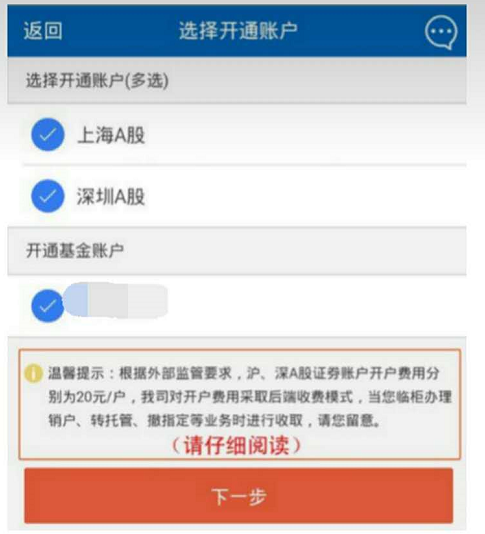 返回 选择开通账户
选择开通账户(多选)
上海A股
深圳A股
开通基金账户
温馨提示：根据外部监管要求，沪、深A股证券账户开户费用分
别为20元/户，我司对开户费用采取后端收费模式，当您临柜办理
销户、转托管、撤指定等业务时进行收取，请您留意。
（请仔细阅读）
下一步